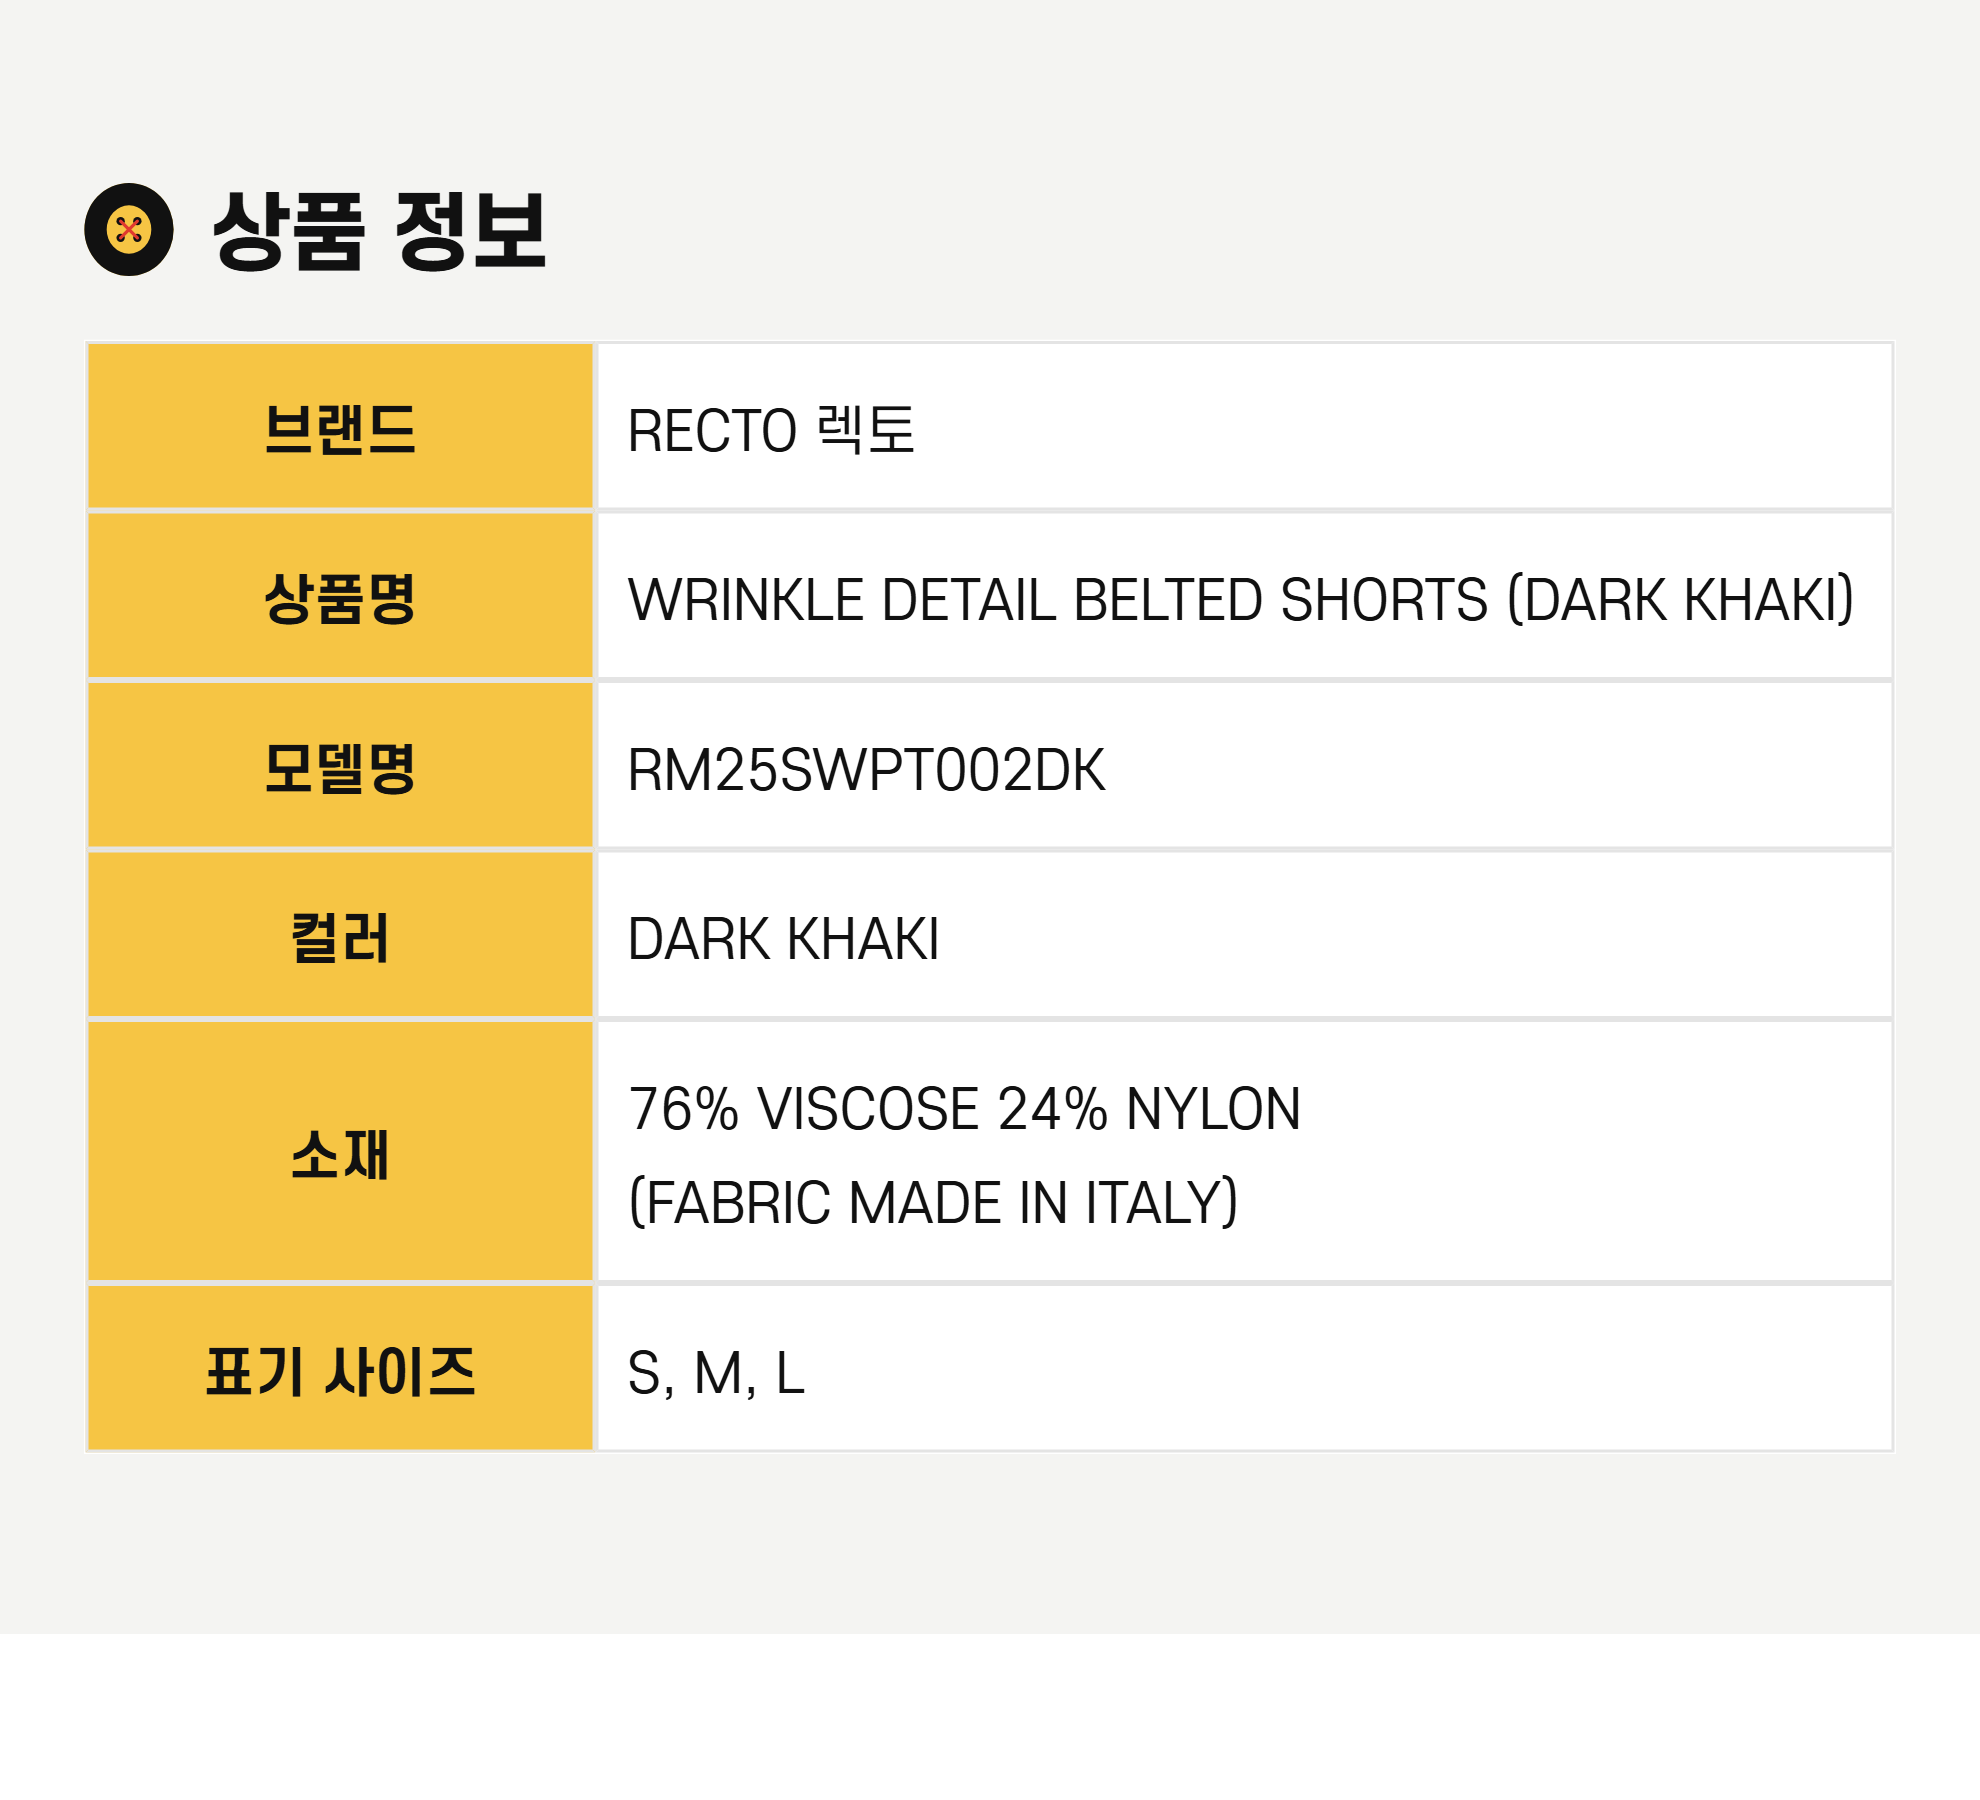 상품 정보
브랜드
RECTO 렉토
상품명
WRINKLE DETAIL BELTED SHORTS (DARK KHAKI)
모델명
RM25SWPT002DK
컬러
DARK KHAKI
소재
76% VISCOSE 24% NYLON
(FABRIC MADE IN ITALY)
표기 사이즈
S, M, L